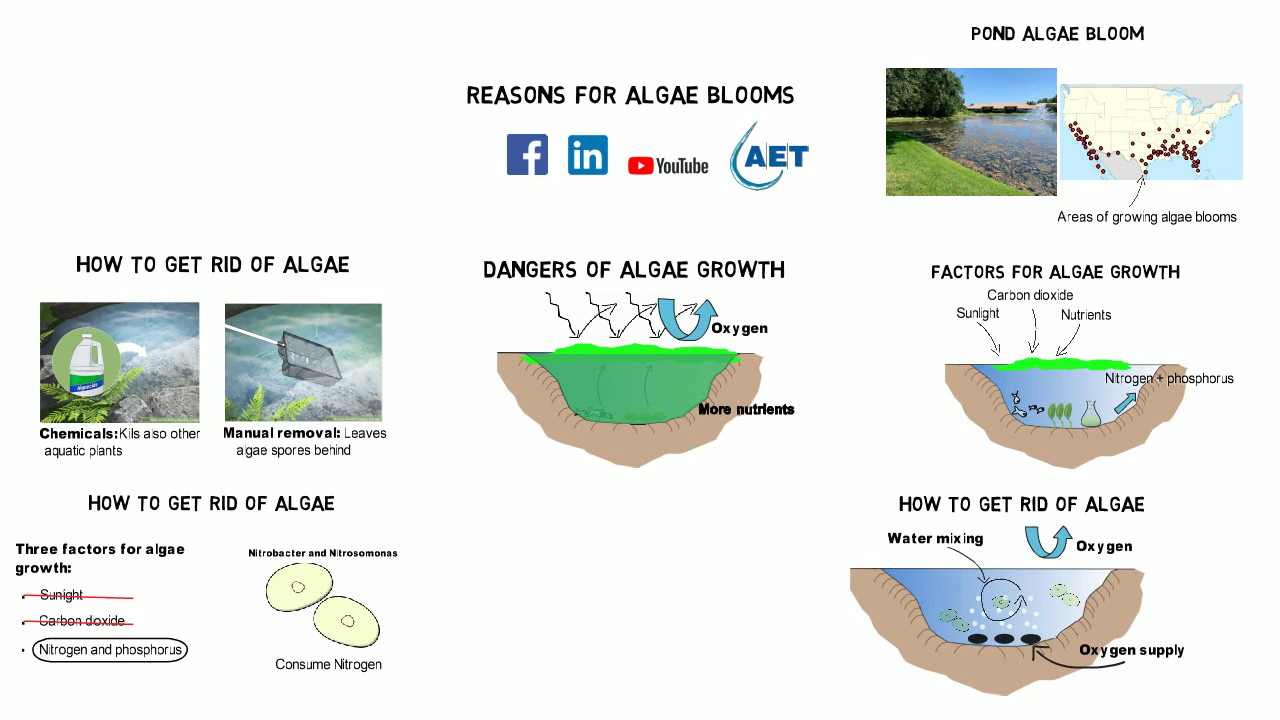 POND ALGAE BLOOM
REASONS FOR ALGAE BLOOMS
f
in
YouTube
AET
Areas of growing algae blooms
HOW TO GET RID OF ALGAE
Algaecide
Chemicals: Kils also other
aquatic plants
Manual removal: Leaves
algae spores behind
DANGERS OF ALGAE GROWTH
Oxygen
More nutrients
FACTORS FOR ALGAE GROWTH
Carbon dioxide
Sunlight
Nutrients
Nitrogen + phosphorus
HOW TO GET RID OF ALGAE
Three factors for algae
growth:
• Sunight
• Carbon dioxide
• Nitrogen and phosphorus
Nitrobacter and Nitrosomonas
Consume Nitrogen
HOW TO GET RID OF ALGAE
Water mixing
Oxygen
Oxygen supply